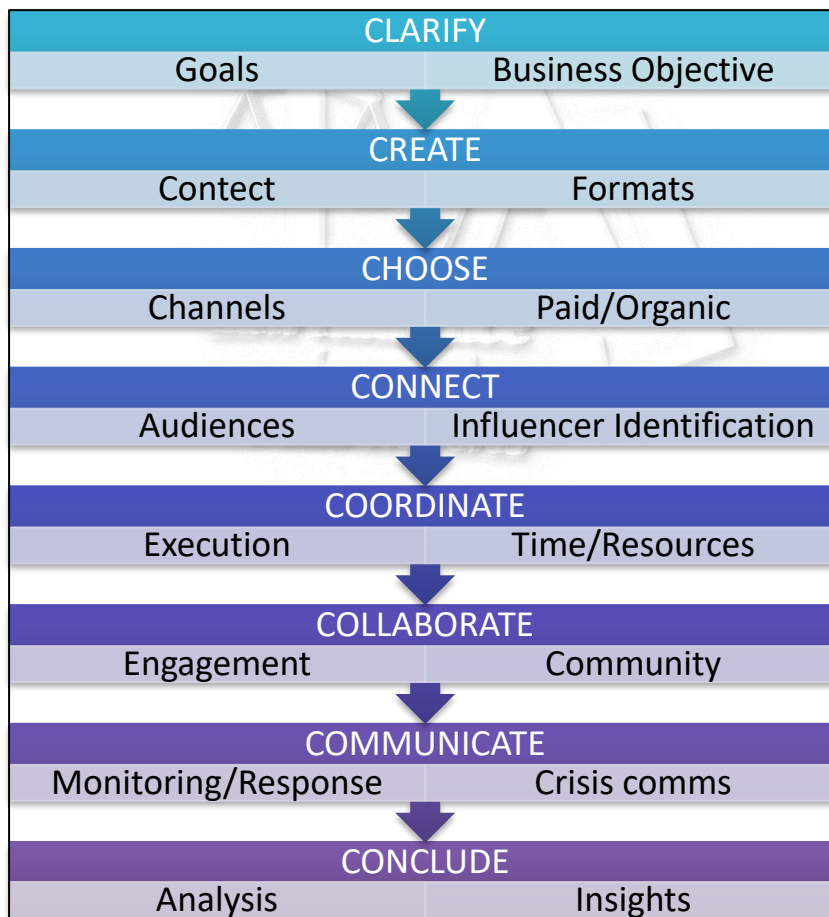 CLARIFY
Goals Business Objective
CREATE
Contect Formats
CHOOSE
Channels Paid/Organic
CONNECT
Audiences Influencer Identification
COORDINATE
Execution Time/Resources
COLLABORATE
Engagement Community
COMMUNICATE
Monitoring/Response Crisis comms
CONCLUDE
Analysis Insights